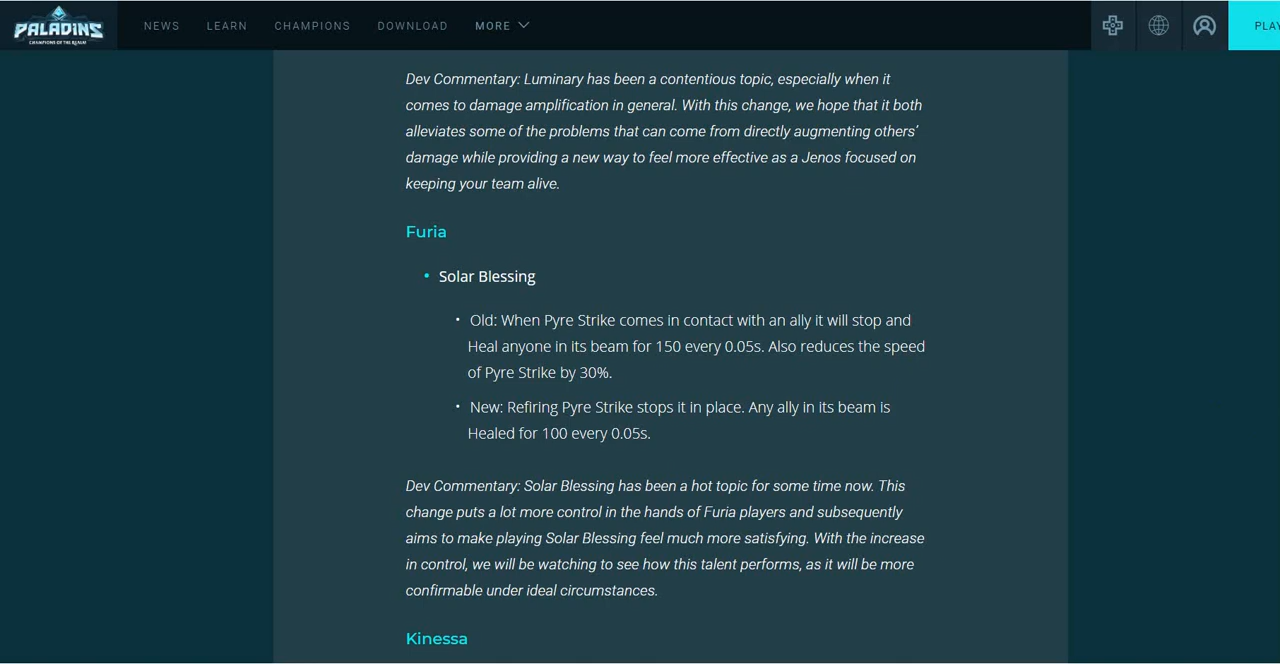 PALADINS
CHAMPIONS OF THE REALM
NEWS LEARN CHAMPIONS DOWNLOAD MORE PLAY
Dev Commentary: Luminary has been a contentious topic, especially when it
comes to damage amplification in general. With this change, we hope that it both
alleviates some of the problems that can come from directly augmenting others’
damage while providing a new way to feel more effective as a Jenos focused on
keeping your team alive.
Furia
• Solar Blessing
• Old: When Pyre Strike comes in contact with an ally it will stop and
Heal anyone in its beam for 150 every 0.05s. Also reduces the speed
of Pyre Strike by 30%.
• New: Refiring Pyre Strike stops it in place. Any ally in its beam is
Healed for 100 every 0.05s.
Dev Commentary: Solar Blessing has been a hot topic for some time now. This
change puts a lot more control in the hands of Furia players and subsequently
aims to make playing Solar Blessing feel much more satisfying. With the increase
in control, we will be watching to see how this talent performs, as it will be more
confirmable under ideal circumstances.
Kinessa